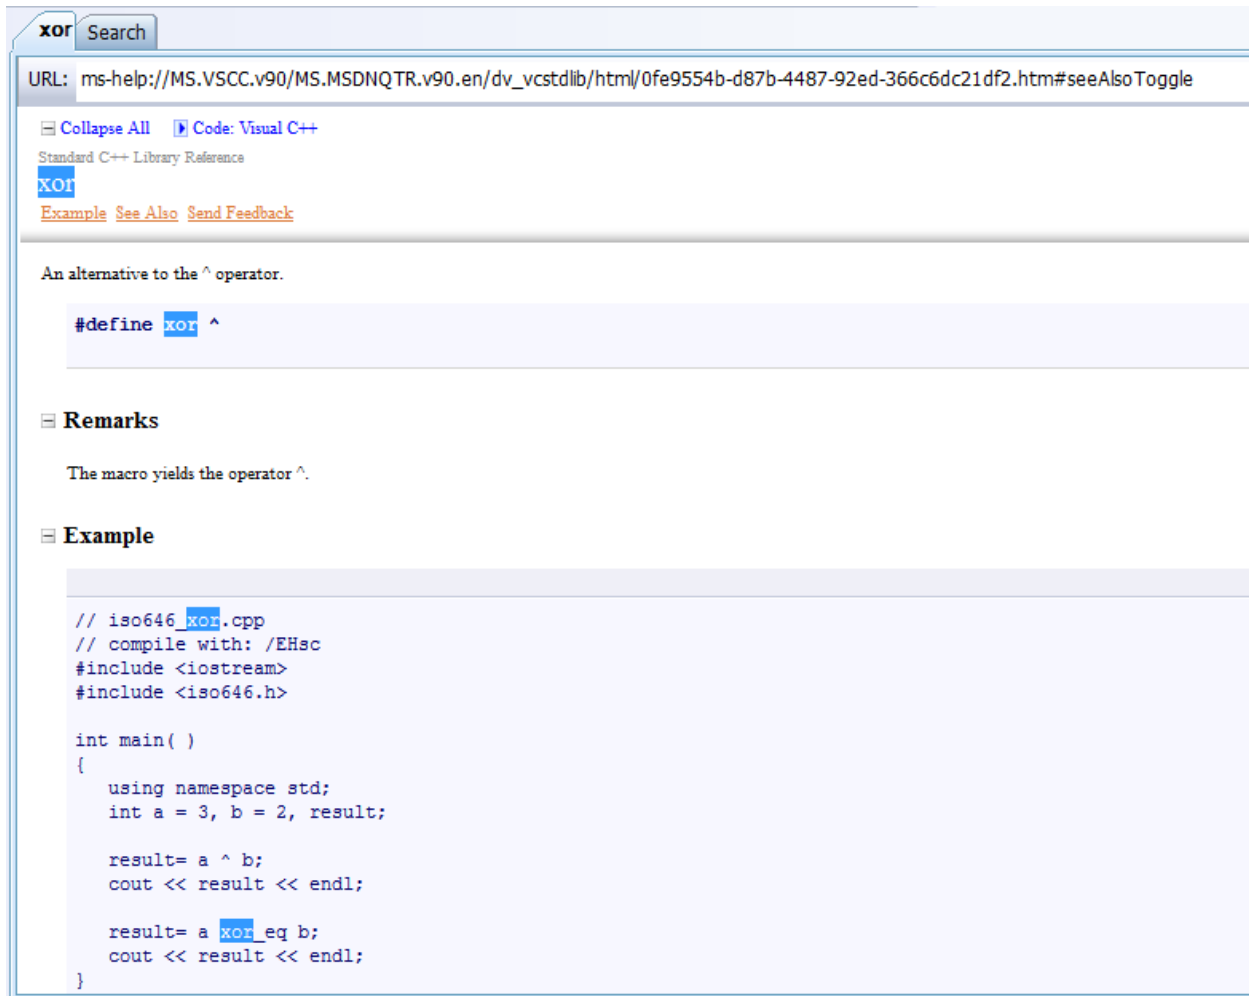 xor Search
URL: ms-help://MS.VSCC.v90/MS.MSDNQTR.v90.en/dv_vcstdlib/html/0fe9554b-d87b-4487-92ed-366c6dc21df2.htm#seeAlsoToggle
Collapse All Code: Visual C++
Standard C++ Library Reference
xor
Example See Also Send Feedback
An alternative to the ^ operator.
#define xor ^
Remarks
The macro yields the operator ^.
Example
// iso646_xor.cpp
// compile with: /EHsc
#include <iostream>
#include <iso646.h>
int main( )
{
using namespace std;
int a = 3, b = 2, result;
result= a ^ b;
cout << result << endl;
result= a xor_eq b;
cout << result << endl;
}